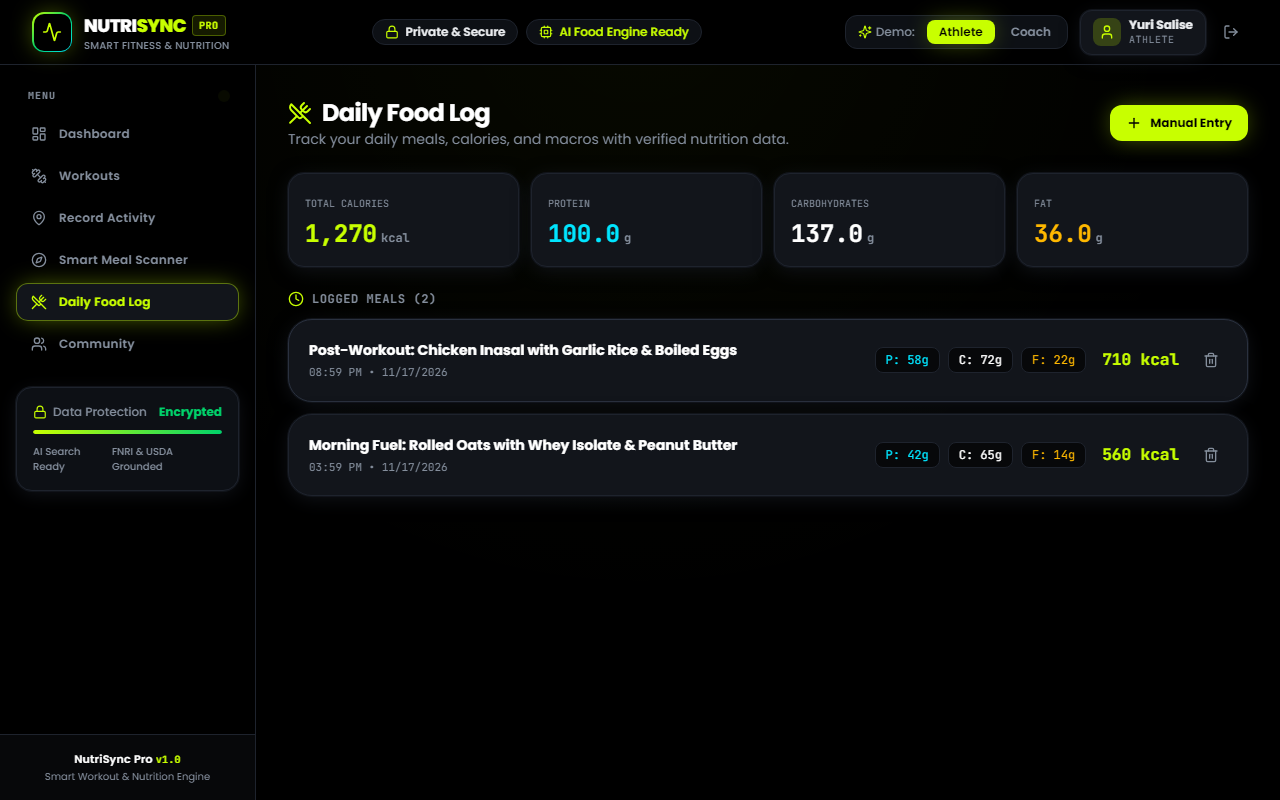 NUTRISYNC PRO
SMART FITNESS & NUTRITION
Private & Secure
AI Food Engine Ready
Demo:
Athlete
Coach
Yuri Salise
ATHLETE
MENU
Dashboard
Workouts
Record Activity
Smart Meal Scanner
Daily Food Log
Community
Data Protection Encrypted
AI Search Ready
FNRI & USDA Grounded
NutriSync Pro v1.0
Smart Workout & Nutrition Engine
Daily Food Log
Track your daily meals, calories, and macros with verified nutrition data.
Manual Entry
TOTAL CALORIES
1,270 kcal
PROTEIN
100.0 g
CARBOHYDRATES
137.0 g
FAT
36.0 g
LOGGED MEALS (2)
Post-Workout: Chicken Inasal with Garlic Rice & Boiled Eggs
08:59 PM • 11/17/2026
P: 58g
C: 72g
F: 22g
710 kcal
Morning Fuel: Rolled Oats with Whey Isolate & Peanut Butter
03:59 PM • 11/17/2026
P: 42g
C: 65g
F: 14g
560 kcal